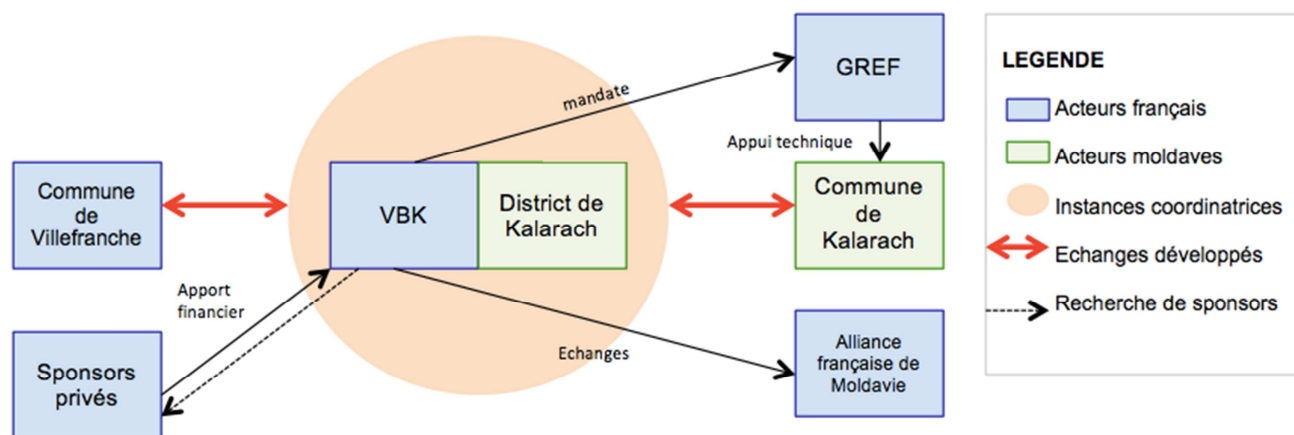 GREF
mandate
Appui technique
Commune
de
Villefranche
VBK
District de
Kalarach
Commune
de
Kalarach
Apport
financier
Echanges
Sponsors
privés
Alliance
française de
Moldavie
LEGENDE
Acteurs français
Acteurs moldaves
Instances coordinatrices
Echanges développés
Recherche de sponsors